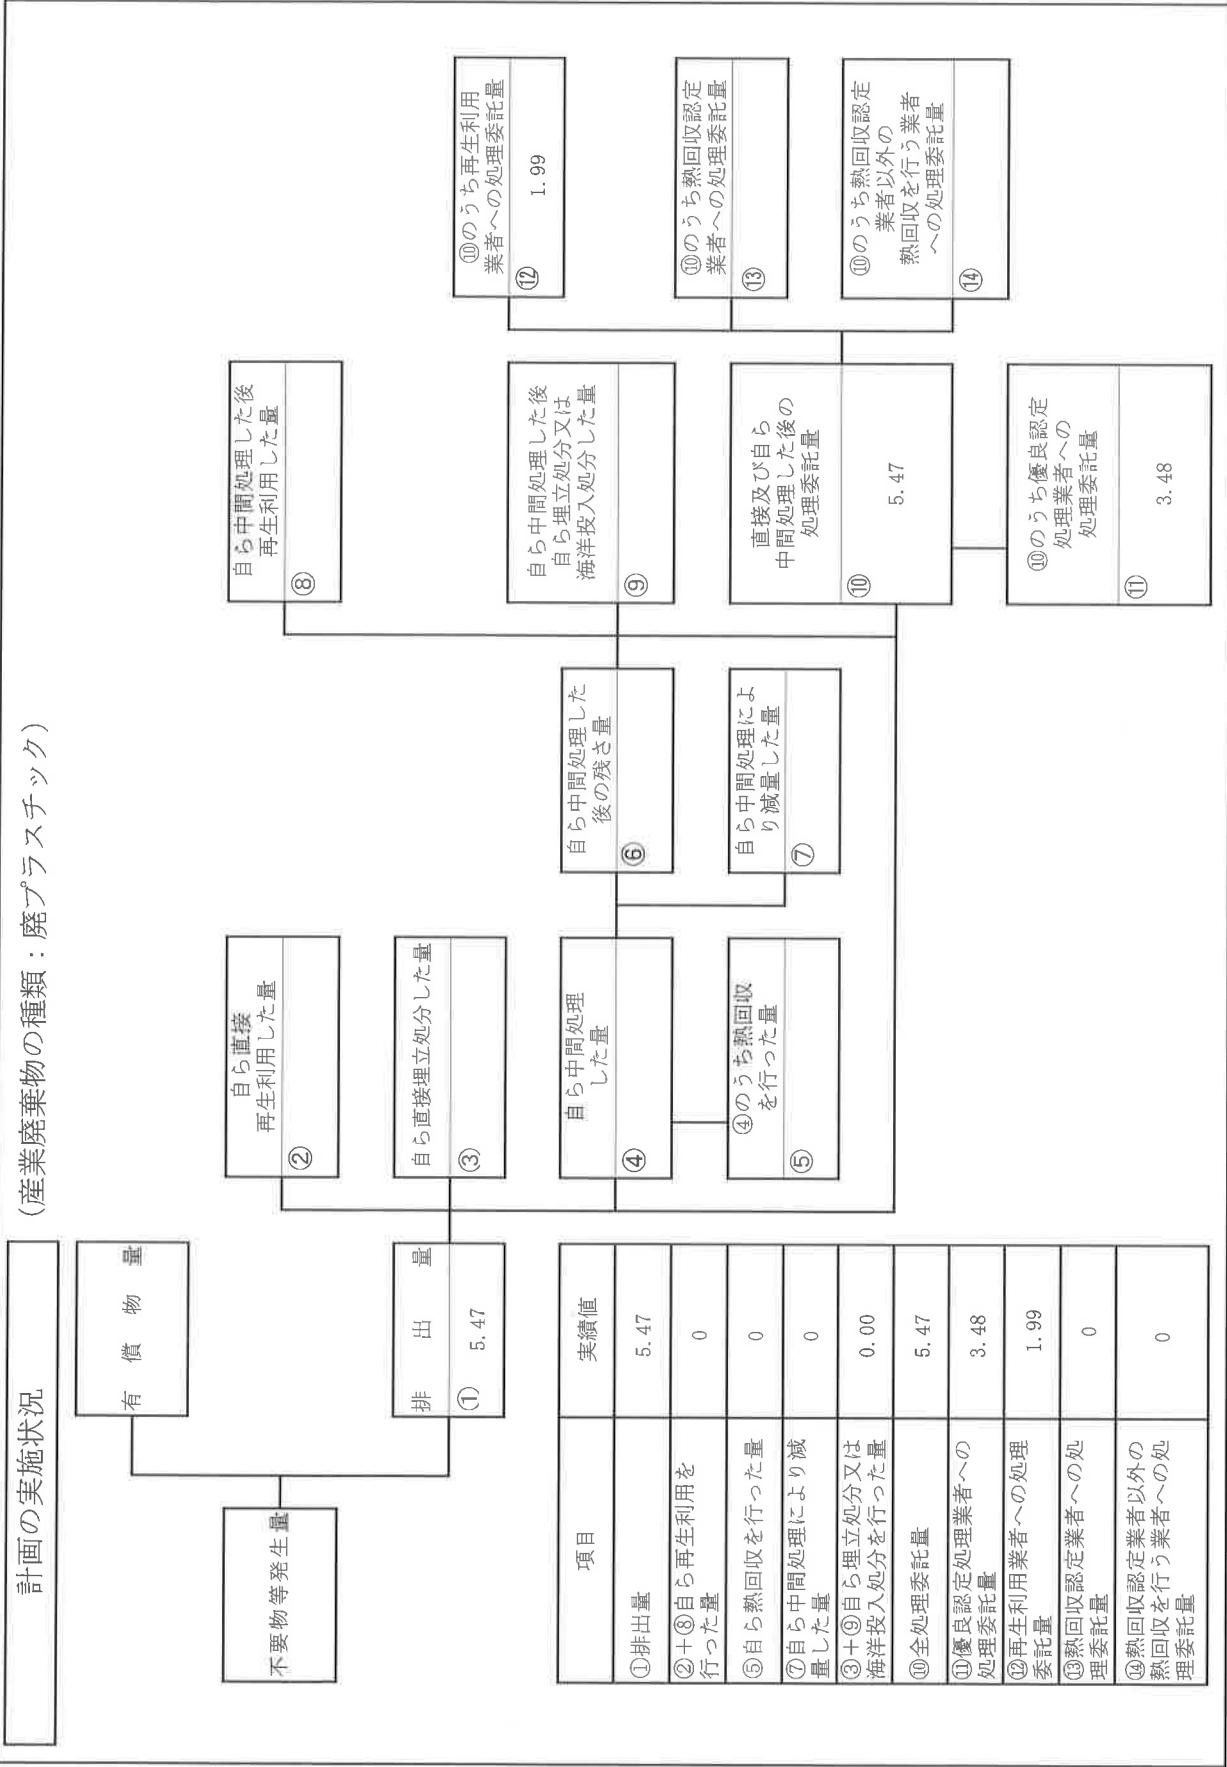 計画の実施状況
(産業廃棄物の種類：廃プラスチック)
不要物等発生量
有償物量
排出量
①
5.47
自ら直接
再生利用した量
②
自ら直接埋立処分した量
③
自ら中間処理
した量
④
④のうち熱回収
を行った量
⑤
自ら中間処理した
後の残さ量
⑥
自ら中間処理によ
り減量した量
⑦
自ら中間処理した後
再生利用した量
⑧
自ら中間処理した後
自ら埋立処分又は
海洋投入処分した量
⑨
直接及び自ら
中間処理した後の
処理委託量
⑩
5.47
⑩のうち優良認定
処理業者への
処理委託量
⑪
3.48
⑩のうち再生利用
業者への処理委託量
⑫
1.99
⑩のうち熱回収認定
業者への処理委託量
⑬
⑩のうち熱回収認定
業者以外の
熱回収を行う業者
への処理委託量
⑭
項目 実績値
①排出量 5.47
②＋⑧自ら再生利用を
行った量 0
⑤自ら熱回収を行った量 0
⑦自ら中間処理により減
量した量 0
③＋⑨自ら埋立処分又は
海洋投入処分を行った量 0.00
⑩全処理委託量 5.47
⑪優良認定処理業者への
処理委託量 3.48
⑫再生利用業者への処理
委託量 1.99
⑬熱回収認定業者への処
理委託量 0
⑭熱回収認定業者以外の
熱回収を行う業者への処
理委託量 0